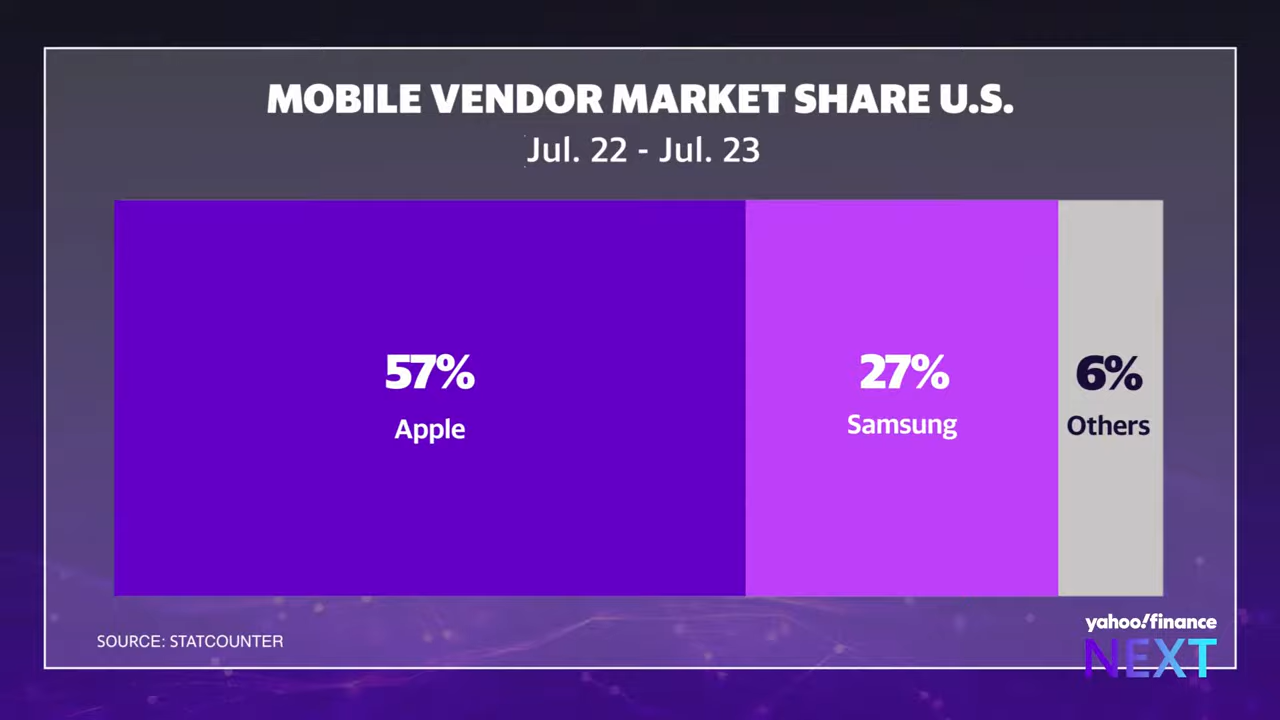 MOBILE VENDOR MARKET SHARE U.S.
Jul. 22 - Jul. 23
57%
Apple
27%
Samsung
6%
Others
SOURCE: STATCOUNTER
yahoo!finance
NEXT